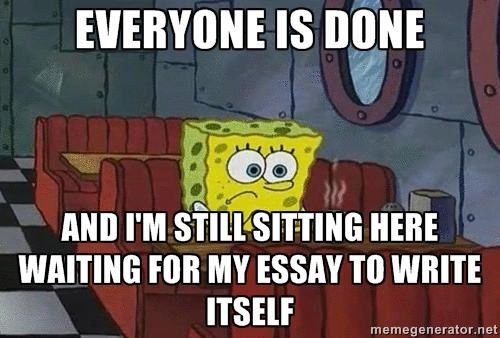 EVERYONE IS DONE
AND I'M STILL SITTING HERE
WAITING FOR MY ESSAY TO WRITE
ITSELF
memegenerator.net